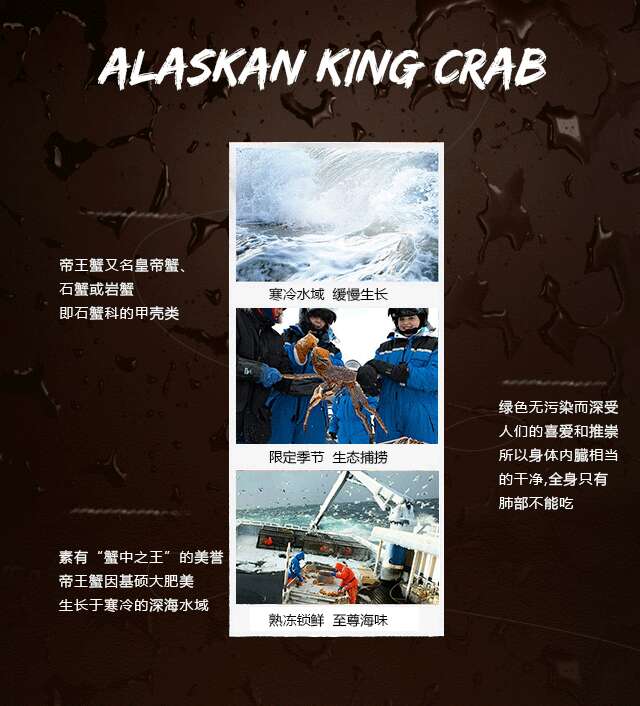 ALASKAN KING CRAB
帝王蟹又名皇帝蟹、
石蟹或岩蟹
即石蟹科的甲壳类
寒冷水域 缓慢生长
限定季节 生态捕捞
绿色无污染而深受
人们的喜爱和推崇
所以身体内臓相当
的干净,全身只有
肺部不能吃
素有“蟹中之王”的美誉
帝王蟹因基硕大肥美
生长于寒冷的深海水域
熟冻锁鲜 至尊海味